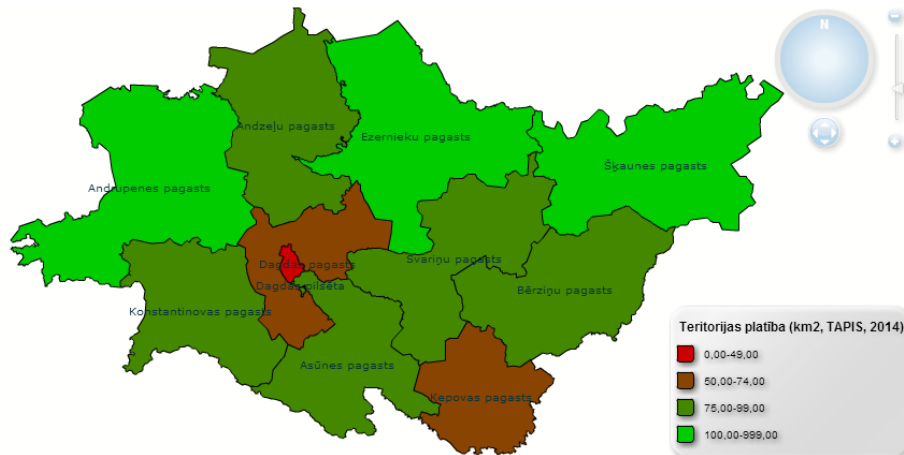 N
Andzeļu pagasts
Ezernieku pagasts
Šķaunes pagasts
Andrupenes pagasts
Dagdas pagasts
Svariņu pagasts
Dagdas pilsēta
Bērziņu pagasts
Konstantinovas pagasts
Asūnes pagasts
Ķepovas pagasts
Teritorijas platība (km2, TAPIS, 2014)
0,00-49,00
50,00-74,00
75,00-99,00
100,00-999,00